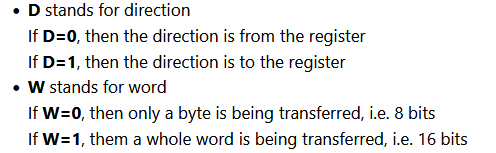 • D stands for direction
If D=0, then the direction is from the register
If D=1, then the direction is to the register
• W stands for word
If W=0, then only a byte is being transferred, i.e. 8 bits
If W=1, them a whole word is being transferred, i.e. 16 bits